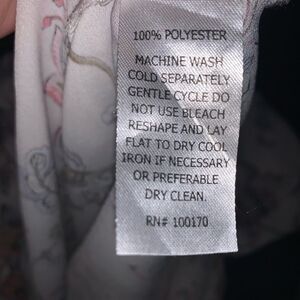 100% POLYESTER
MACHINE WASH
COLD SEPARATELY
GENTLE CYCLE DO
NOT USE BLEACH
RESHAPE AND LAY
FLAT TO DRY COOL
IRON IF NECESSARY
OR PREFERABLE
DRY CLEAN.
RN# 100170